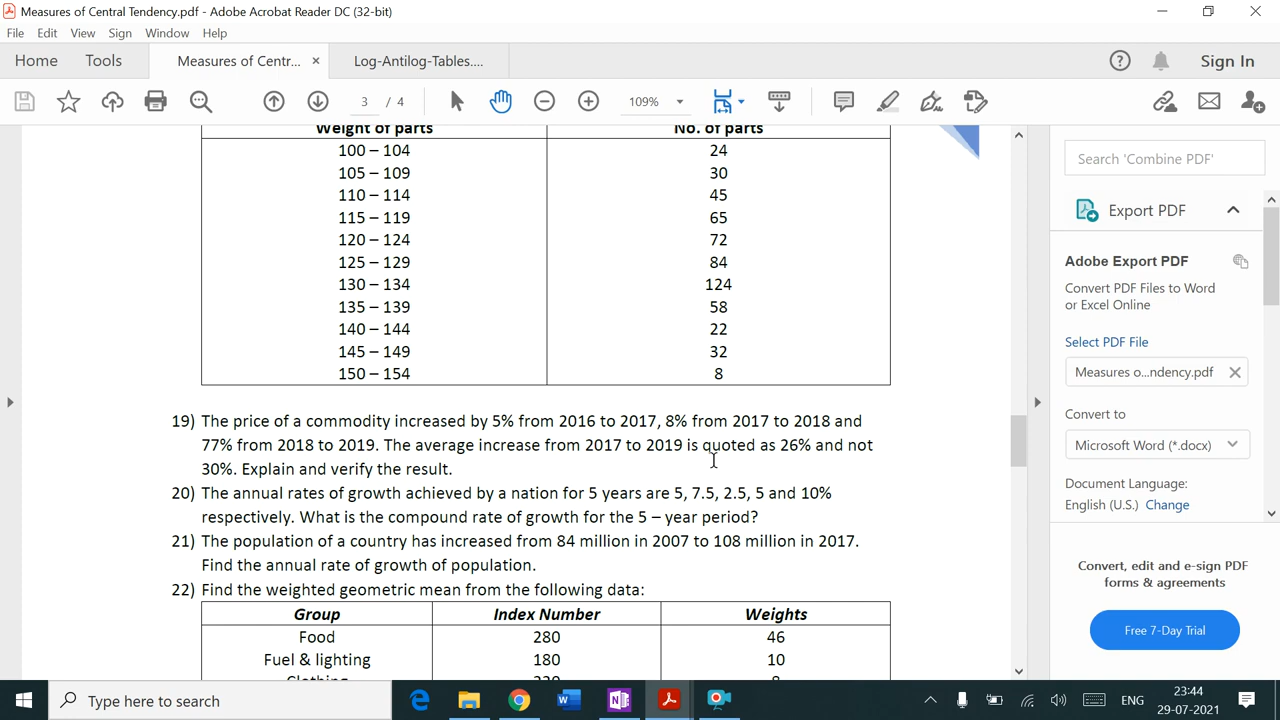 Measures of Central Tendency.pdf - Adobe Acrobat Reader DC (32-bit)
File Edit View Sign Window Help
Home Tools Measures of Centr... × Log-Antilog-Tables.... Sign In
3 / 4 109%
Weight of parts No. of parts
100 – 104 24
105 – 109 30
110 – 114 45
115 – 119 65
120 – 124 72
125 – 129 84
130 – 134 124
135 – 139 58
140 – 144 22
145 – 149 32
150 – 154 8
19) The price of a commodity increased by 5% from 2016 to 2017, 8% from 2017 to 2018 and
77% from 2018 to 2019. The average increase from 2017 to 2019 is quoted as 26% and not
30%. Explain and verify the result.
20) The annual rates of growth achieved by a nation for 5 years are 5, 7.5, 2.5, 5 and 10%
respectively. What is the compound rate of growth for the 5 – year period?
21) The population of a country has increased from 84 million in 2007 to 108 million in 2017.
Find the annual rate of growth of population.
22) Find the weighted geometric mean from the following data:
Group Index Number Weights
Food 280 46
Fuel & lighting 180 10
Search 'Combine PDF'
Export PDF
Adobe Export PDF
Convert PDF Files to Word
or Excel Online
Select PDF File
Measures o...ndency.pdf
Convert to
Microsoft Word (*.docx)
Document Language:
English (U.S.) Change
Convert, edit and e-sign PDF
forms & agreements
Free 7-Day Trial
Type here to search
ENG
23:44
29-07-2021